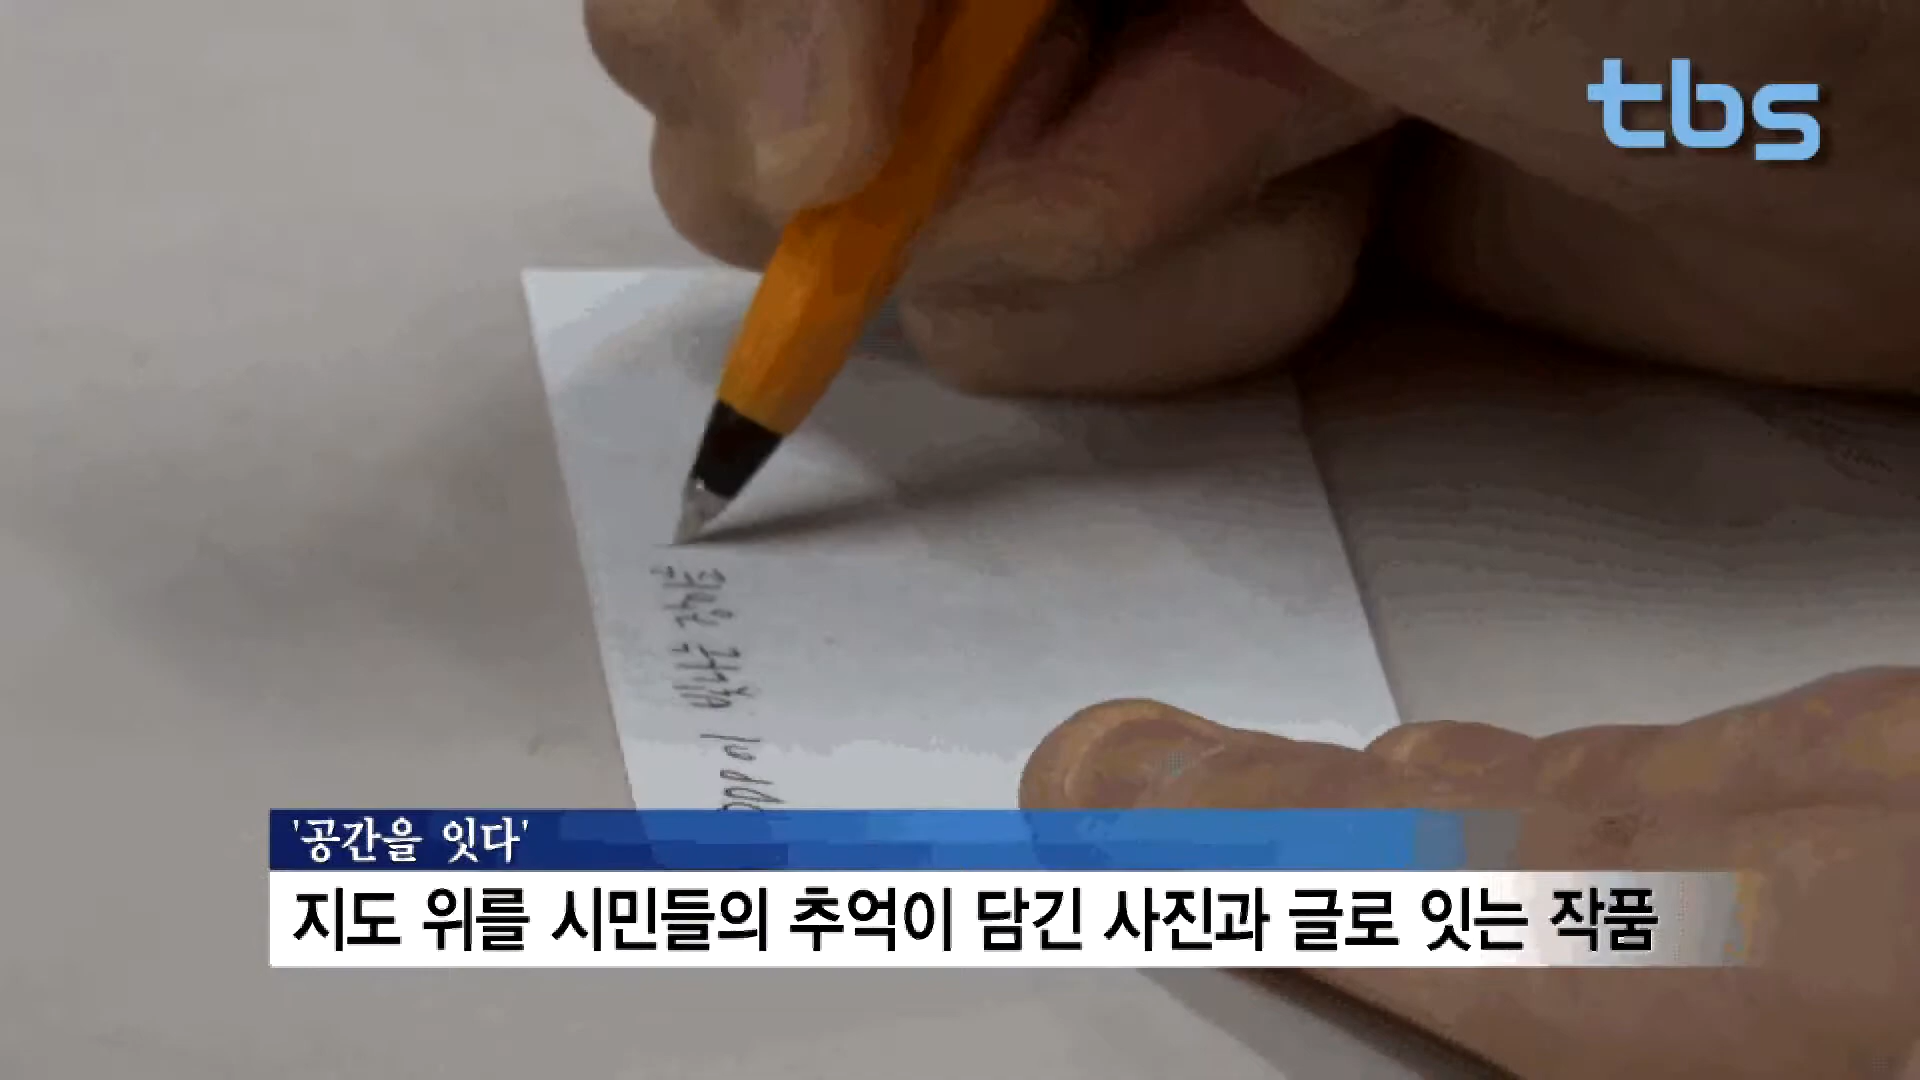 tbs
'공간을 잇다'
지도 위를 시민들의 추억이 담긴 사진과 글로 잇는 작품